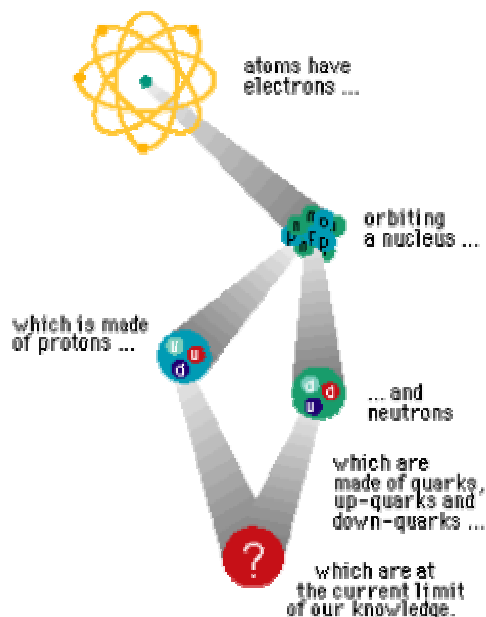 atoms have
electrons ...
orbiting
a nucleus ...
which is made
of protons ...
u
u
d
... and
neutrons
d
d
u
which are
made of quarks,
up-quarks and
down-quarks ...
?
which are at
the current limit
of our knowledge.